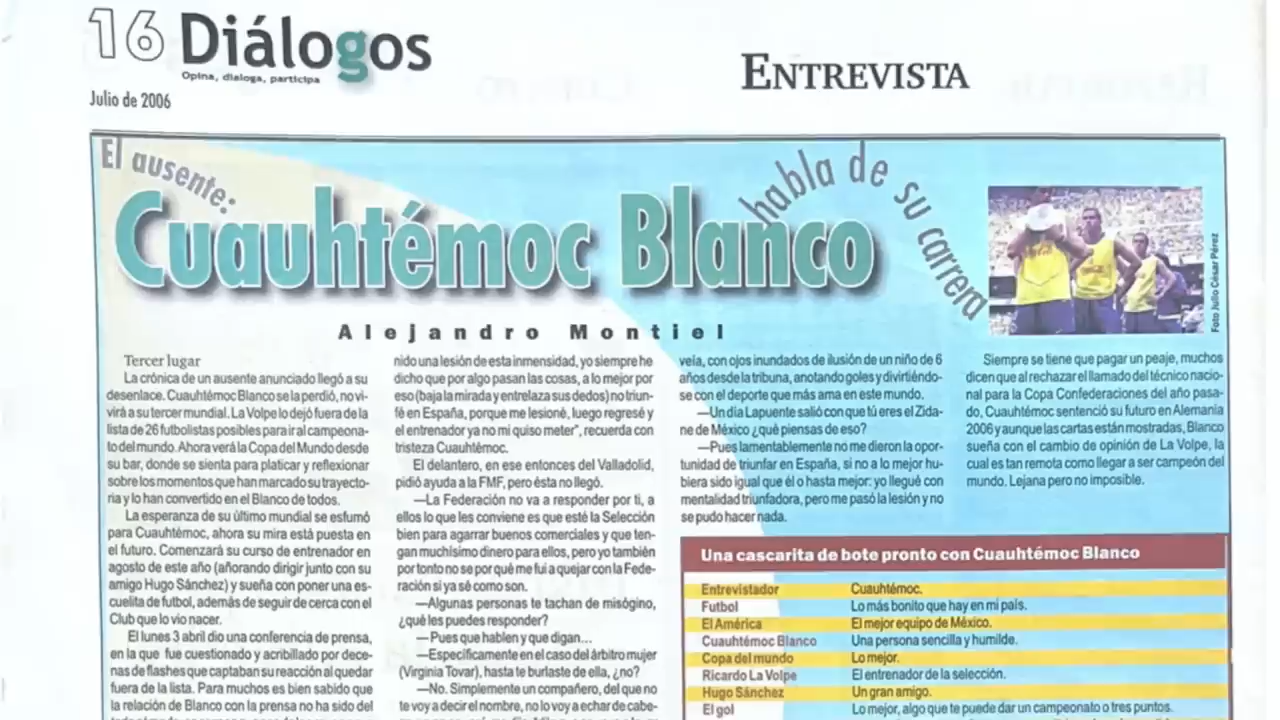 16 Diálogos
Opina, dialoga, participa
Julio de 2006
ENTREVISTA
El ausente:
Cuauhtémoc Blanco
habla de su carrera
Foto Julio César Pérez
Alejandro Montiel
Tercer lugar
La crónica de un ausente anunciado llegó a su
desenlace. Cuauhtémoc Blanco se la perdió, no vi-
virá a su tercer mundial. La Volpe lo dejó fuera de la
lista de 26 futbolistas posibles para ir al campeona-
to del mundo. Ahora verá la Copa del Mundo desde
su bar, donde se sienta para platicar y reflexionar
sobre los momentos que han marcado su trayecto-
ria y lo han convertido en el Blanco de todos.
La esperanza de su último mundial se esfumó
para Cuauhtémoc, ahora su mira está puesta en
el futuro. Comenzará su curso de entrenador en
agosto de este año (añorando dirigir junto con su
amigo Hugo Sánchez) y sueña con poner una es-
cuelita de futbol, además de seguir de cerca con el
Club que lo vio nacer.
El lunes 3 abril dio una conferencia de prensa,
en la que fue cuestionado y acribillado por dece-
nas de flashes que captaban su reacción al quedar
fuera de la lista. Para muchos es bien sabido que
la relación de Blanco con la prensa no ha sido del
nido una lesión de esta inmensidad, yo siempre he
dicho que por algo pasan las cosas, a lo mejor por
eso (baja la mirada y entrelaza sus dedos) no triun-
fé en España, porque me lesioné, luego regresé y
el entrenador ya no mi quiso meter", recuerda con
tristeza Cuauhtémoc.
El delantero, en ese entonces del Valladolid,
pidió ayuda a la FMF, pero ésta no llegó.
—La Federación no va a responder por ti, a
ellos lo que les conviene es que esté la Selección
bien para agarrar buenos comerciales y que ten-
gan muchísimo dinero para ellos, pero yo también
por tonto no se por qué me fui a quejar con la Fede-
ración si ya sé como son.
—Algunas personas te tachan de misógino,
¿qué les puedes responder?
—Pues que hablen y que digan...
—Específicamente en el caso del árbitro mujer
(Virginia Tovar), hasta te burlaste de ella, ¿no?
—No. Simplemente un compañero, del que no
te voy a decir el nombre, no lo voy a echar de cabe-
veía, con ojos inundados de ilusión de un niño de 6
años desde la tribuna, anotando goles y divirtiéndo-
se con el deporte que más ama en este mundo.
—Un día Lapuente salió con que tú eres el Zida-
ne de México ¿qué piensas de eso?
—Pues lamentablemente no me dieron la opor-
tunidad de triunfar en España, si no a lo mejor hu-
biera sido igual que él o hasta mejor: yo llegué con
mentalidad triunfadora, pero me pasó la lesión y no
se pudo hacer nada.
Siempre se tiene que pagar un peaje, muchos
dicen que al rechazar el llamado del técnico nacio-
nal para la Copa Confederaciones del año pasa-
do, Cuauhtémoc sentenció su futuro en Alemania
2006 y aunque las cartas están mostradas, Blanco
sueña con el cambio de opinión de La Volpe, la
cual es tan remota como llegar a ser campeón del
mundo. Lejana pero no imposible.
Una cascarita de bote pronto con Cuauhtémoc Blanco
Entrevistador Cuauhtémoc.
Futbol Lo más bonito que hay en mi país.
El América El mejor equipo de México.
Cuauhtémoc Blanco Una persona sencilla y humilde.
Copa del mundo Lo mejor.
Ricardo La Volpe El entrenador de la selección.
Hugo Sánchez Un gran amigo.
El gol Lo mejor, algo que te puede dar un campeonato o tres puntos.